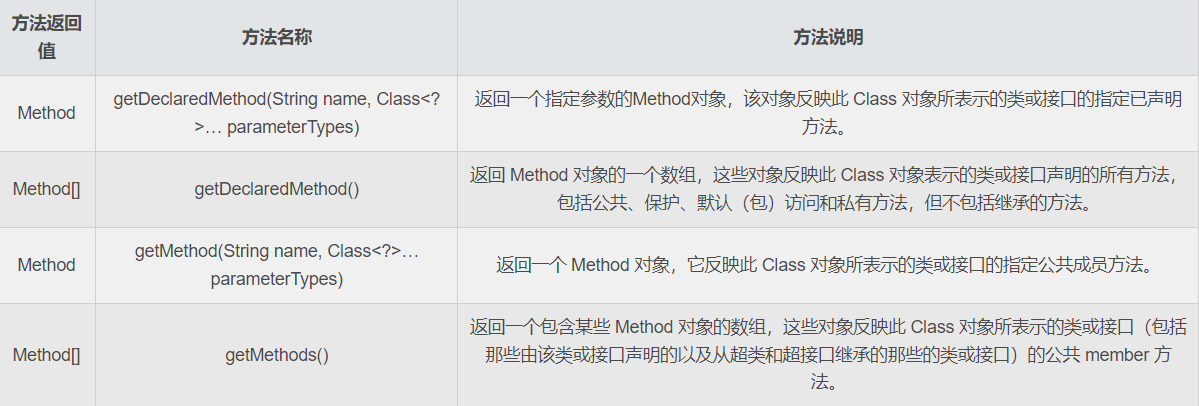 方法返回
值
方法名称
方法说明
Method
getDeclaredMethod(String name, Class<?
>… parameterTypes)
返回一个指定参数的Method对象，该对象反映此 Class 对象所表示的类或接口的指定已声明
方法。
Method[]
getDeclaredMethod()
返回 Method 对象的一个数组，这些对象反映此 Class 对象表示的类或接口声明的所有方法，
包括公共、保护、默认（包）访问和私有方法，但不包括继承的方法。
Method
getMethod(String name, Class<?>…
parameterTypes)
返回一个 Method 对象，它反映此 Class 对象所表示的类或接口的指定公共成员方法。
Method[]
getMethods()
返回一个包含某些 Method 对象的数组，这些对象反映此 Class 对象所表示的类或接口（包括
那些由该类或接口声明的以及从超类和超接口继承的那些的类或接口）的公共 member 方
法。